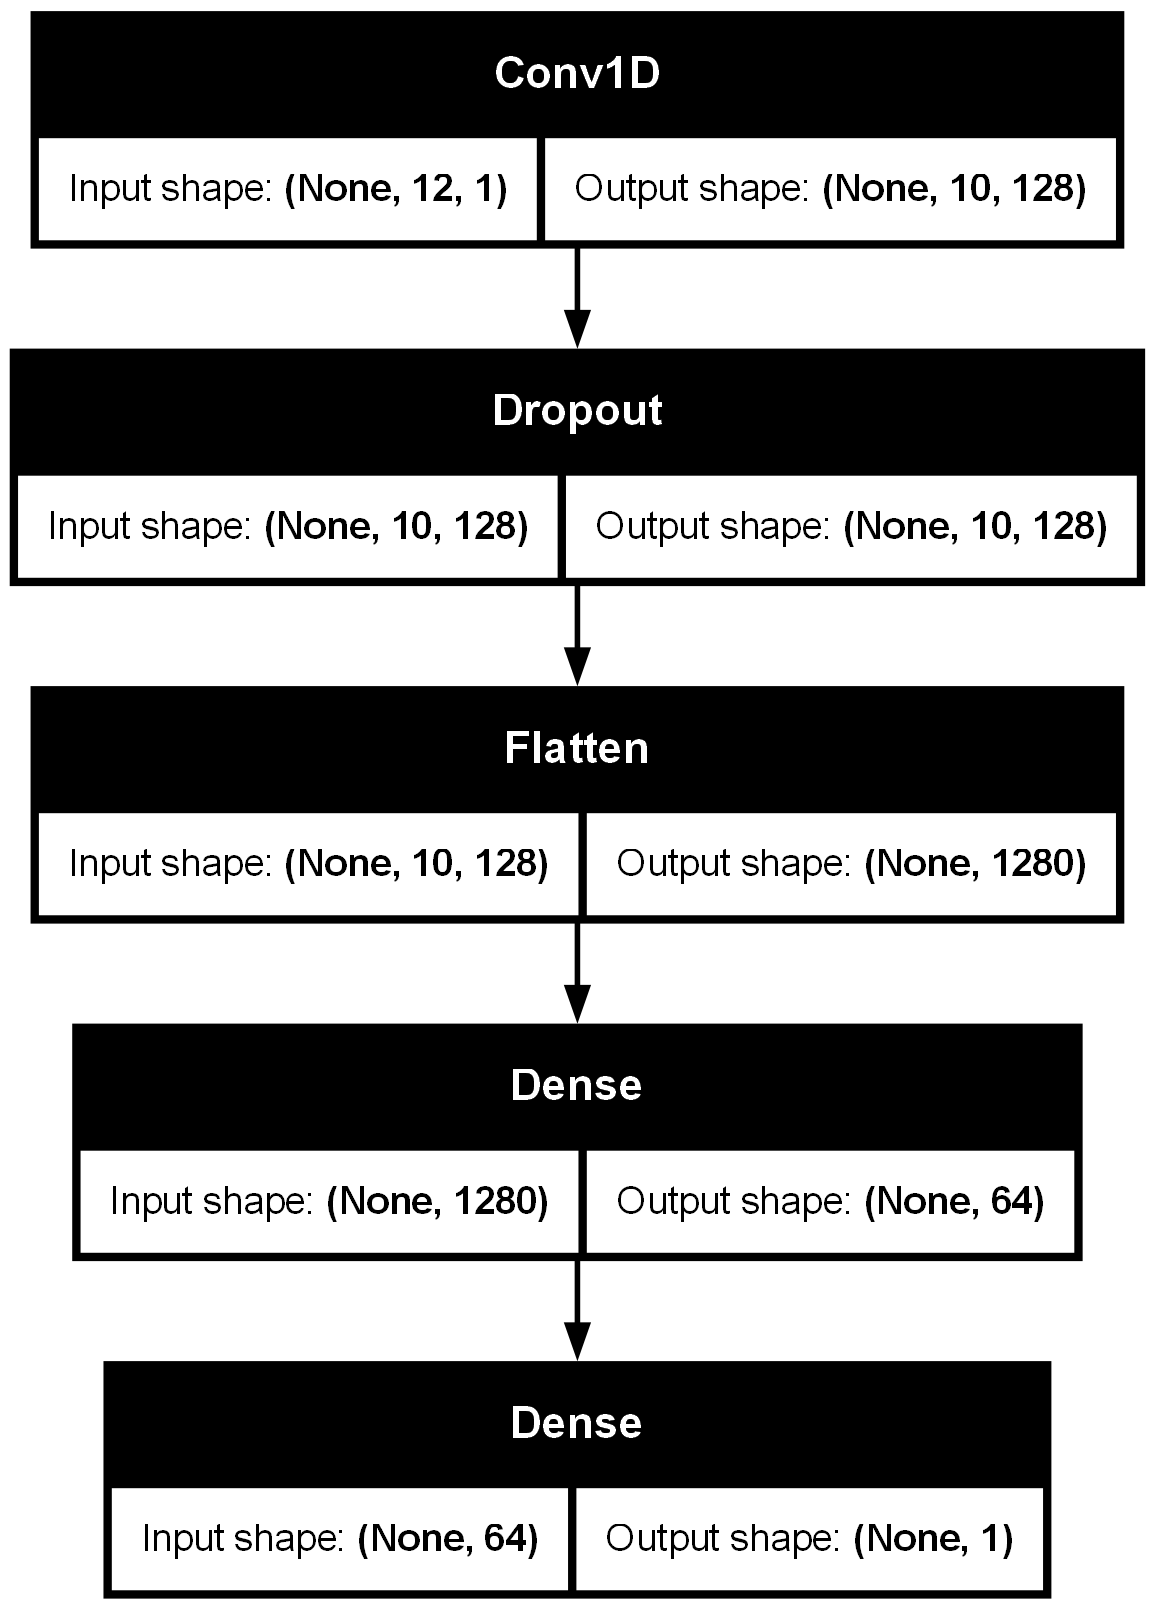 Conv1D
Input shape: (None, 12, 1) Output shape: (None, 10, 128)
Dropout
Input shape: (None, 10, 128) Output shape: (None, 10, 128)
Flatten
Input shape: (None, 10, 128) Output shape: (None, 1280)
Dense
Input shape: (None, 1280) Output shape: (None, 64)
Dense
Input shape: (None, 64) Output shape: (None, 1)